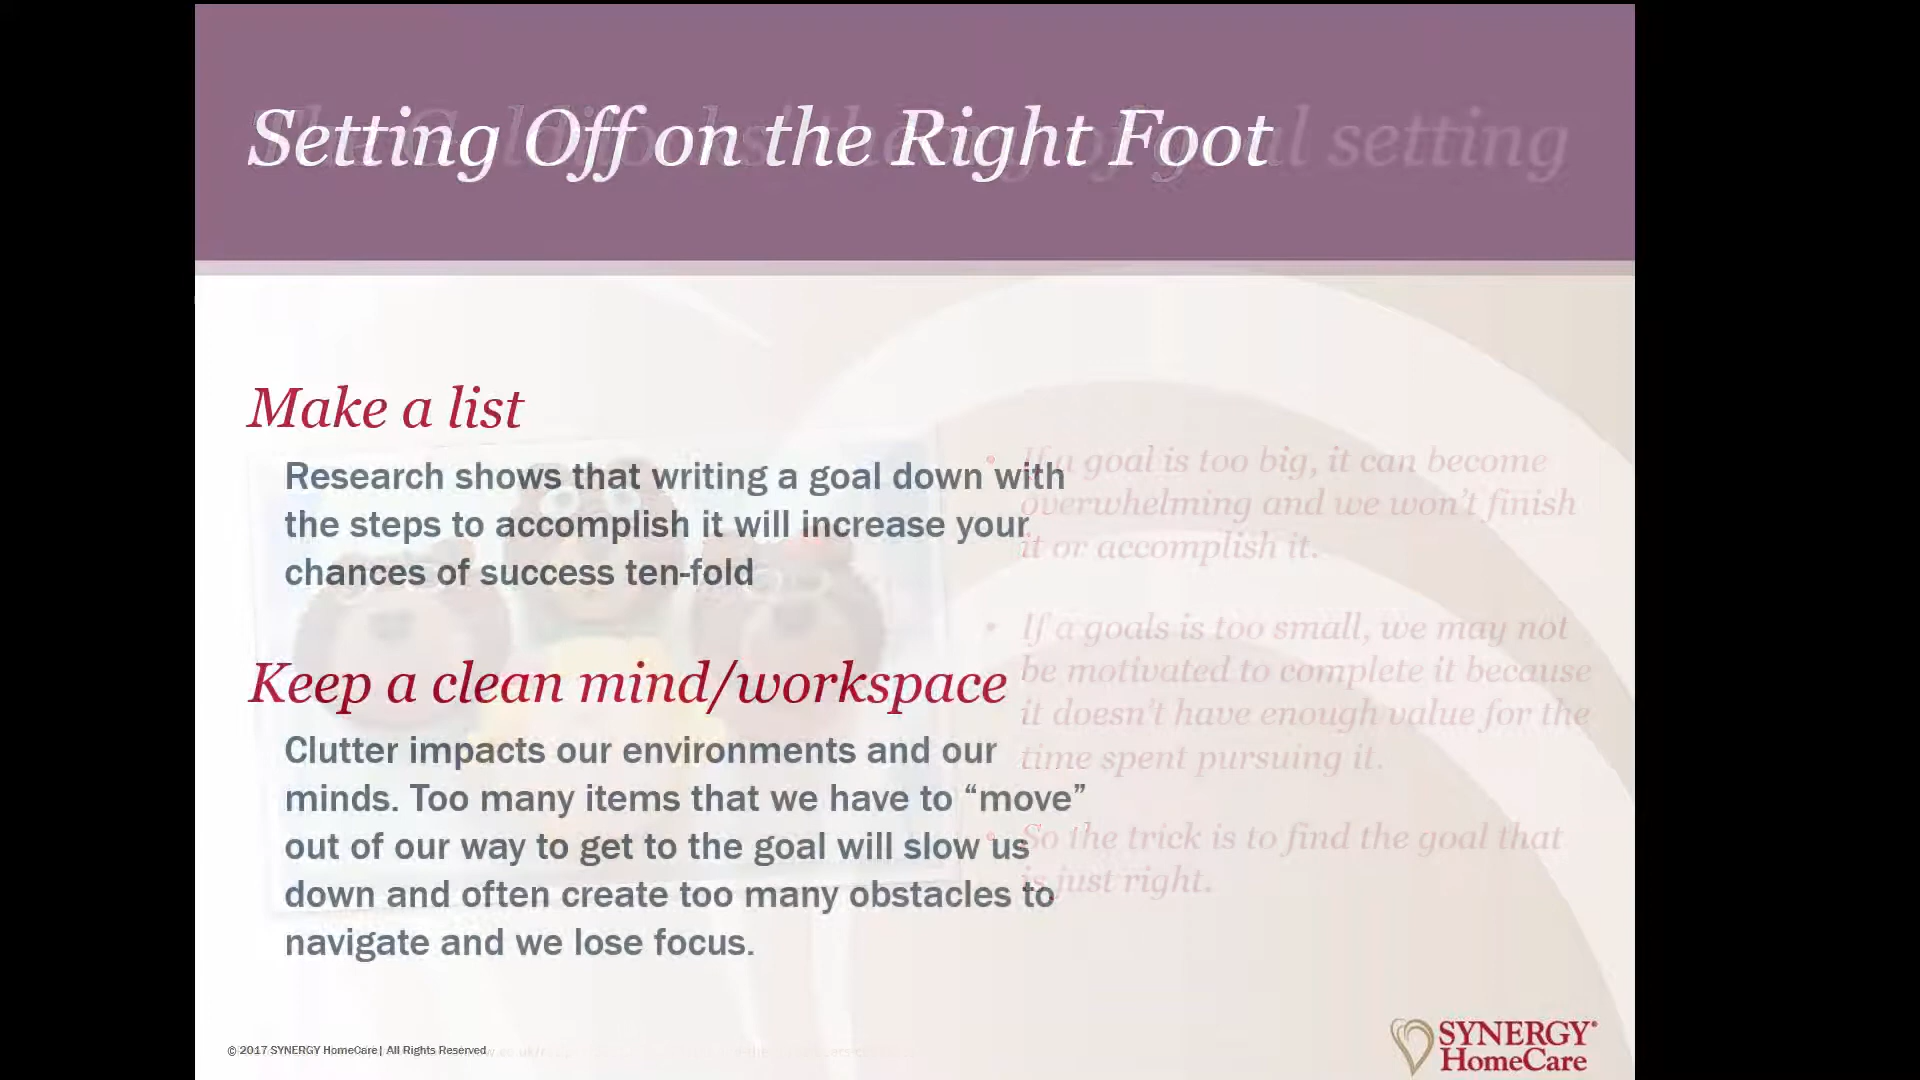 Setting Off on the Right Foot
goal setting
Make a list
Research shows that writing a goal down with
the steps to accomplish it will increase your
chances of success ten-fold
Keep a clean mind/workspace
Clutter impacts our environments and our
minds. Too many items that we have to “move”
out of our way to get to the goal will slow us
down and often create too many obstacles to
navigate and we lose focus.
• If a goal is too big, it can become
overwhelming and we won’t finish
it or accomplish it.
• If a goals is too small, we may not
be motivated to complete it because
it doesn’t have enough value for the
time spent pursuing it.
• So the trick is to find the goal that
is just right.
© 2017 SYNERGY HomeCare| All Rights Reserved
SYNERGY®
HomeCare